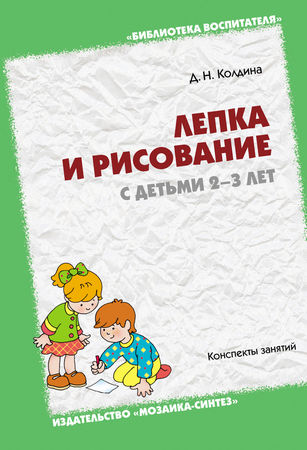 «БИБЛИОТЕКА ВОСПИТАТЕЛЯ»
Д. Н. Колдина
ЛЕПКА
И РИСОВАНИЕ
С ДЕТЬМИ 2–3 ЛЕТ
Конспекты занятий
ИЗДАТЕЛЬСТВО «МОЗАИКА-СИНТЕЗ»